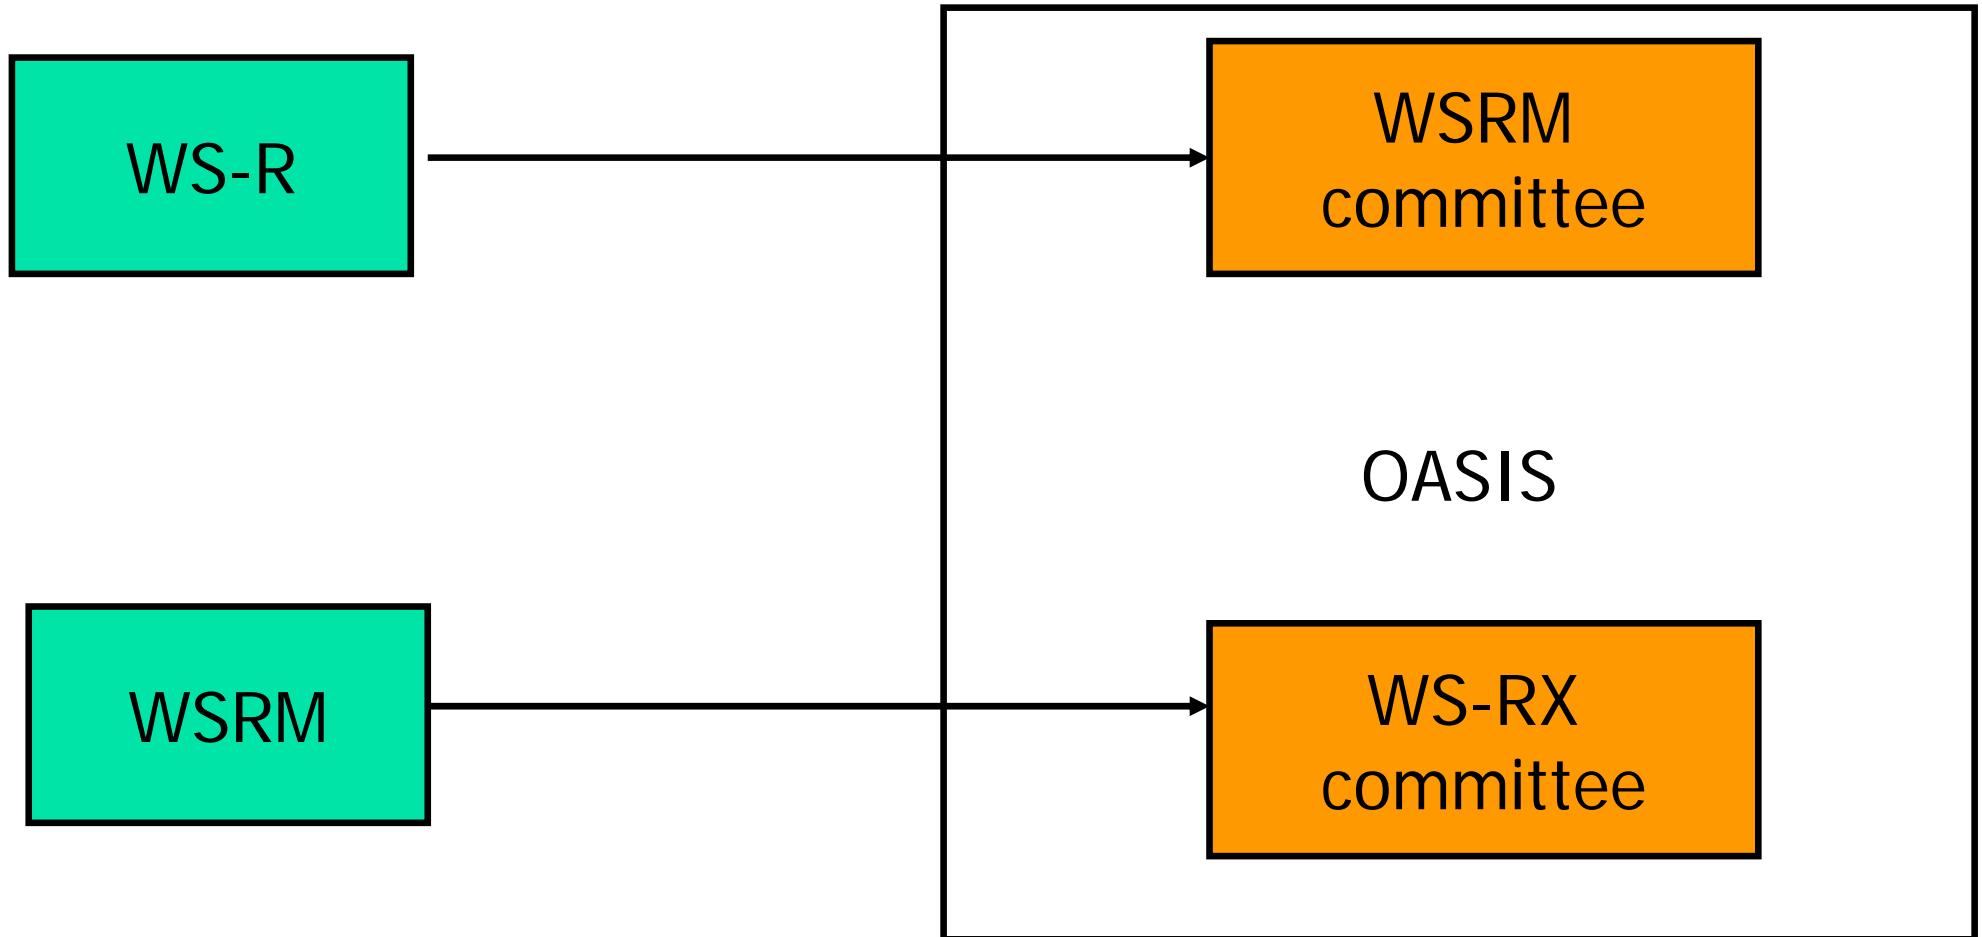 WS-R
WSRM
committee
OASIS
WSRM
WS-RX
committee